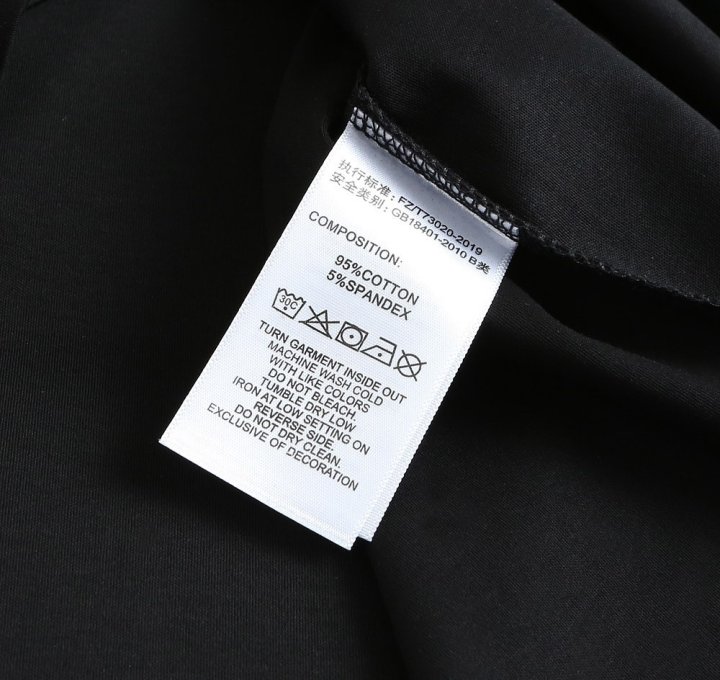 执行标准：FZ/T73020-2019
安全类别：GB18401-2010 B类
COMPOSITION:
95%COTTON
5%SPANDEX
30C
TURN GARMENT INSIDE OUT
MACHINE WASH COLD
WITH LIKE COLORS
DO NOT BLEACH.
TUMBLE DRY LOW
IRON AT LOW SETTING ON
REVERSE SIDE.
DO NOT DRY CLEAN.
EXCLUSIVE OF DECORATION